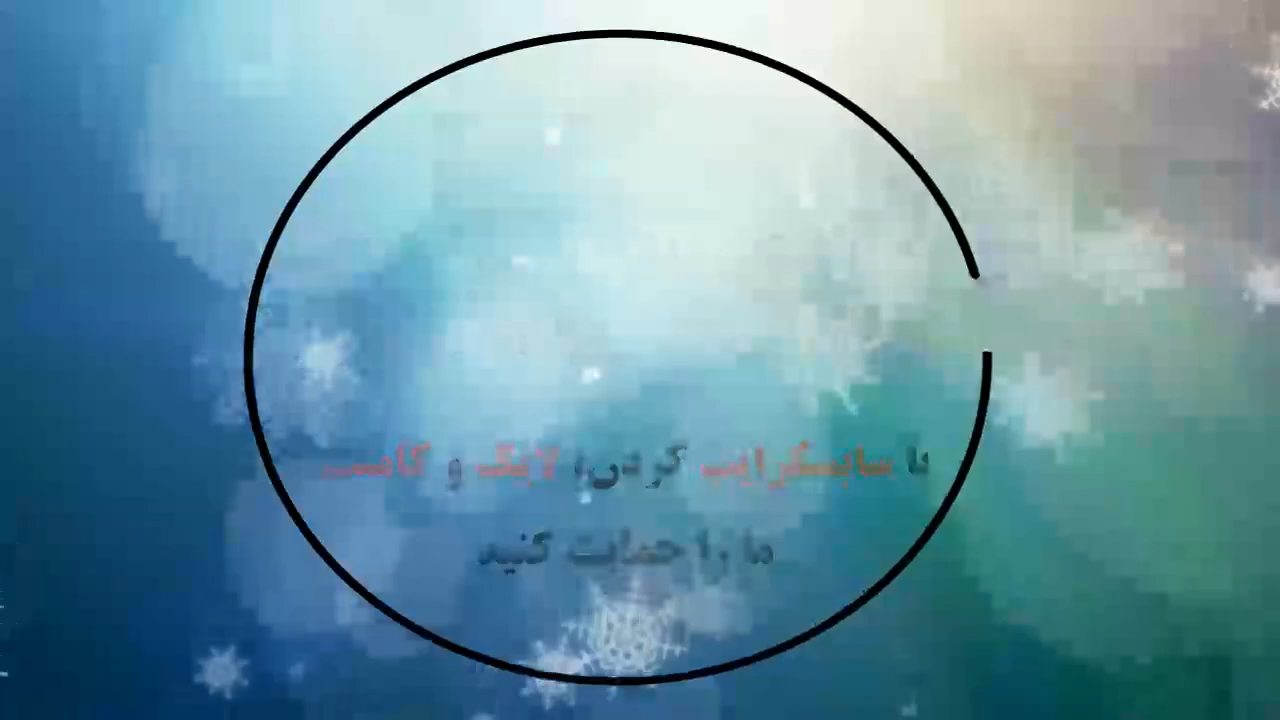 با سابسکرایب کردن، لایک و کامنت
ما را حمایت کنید